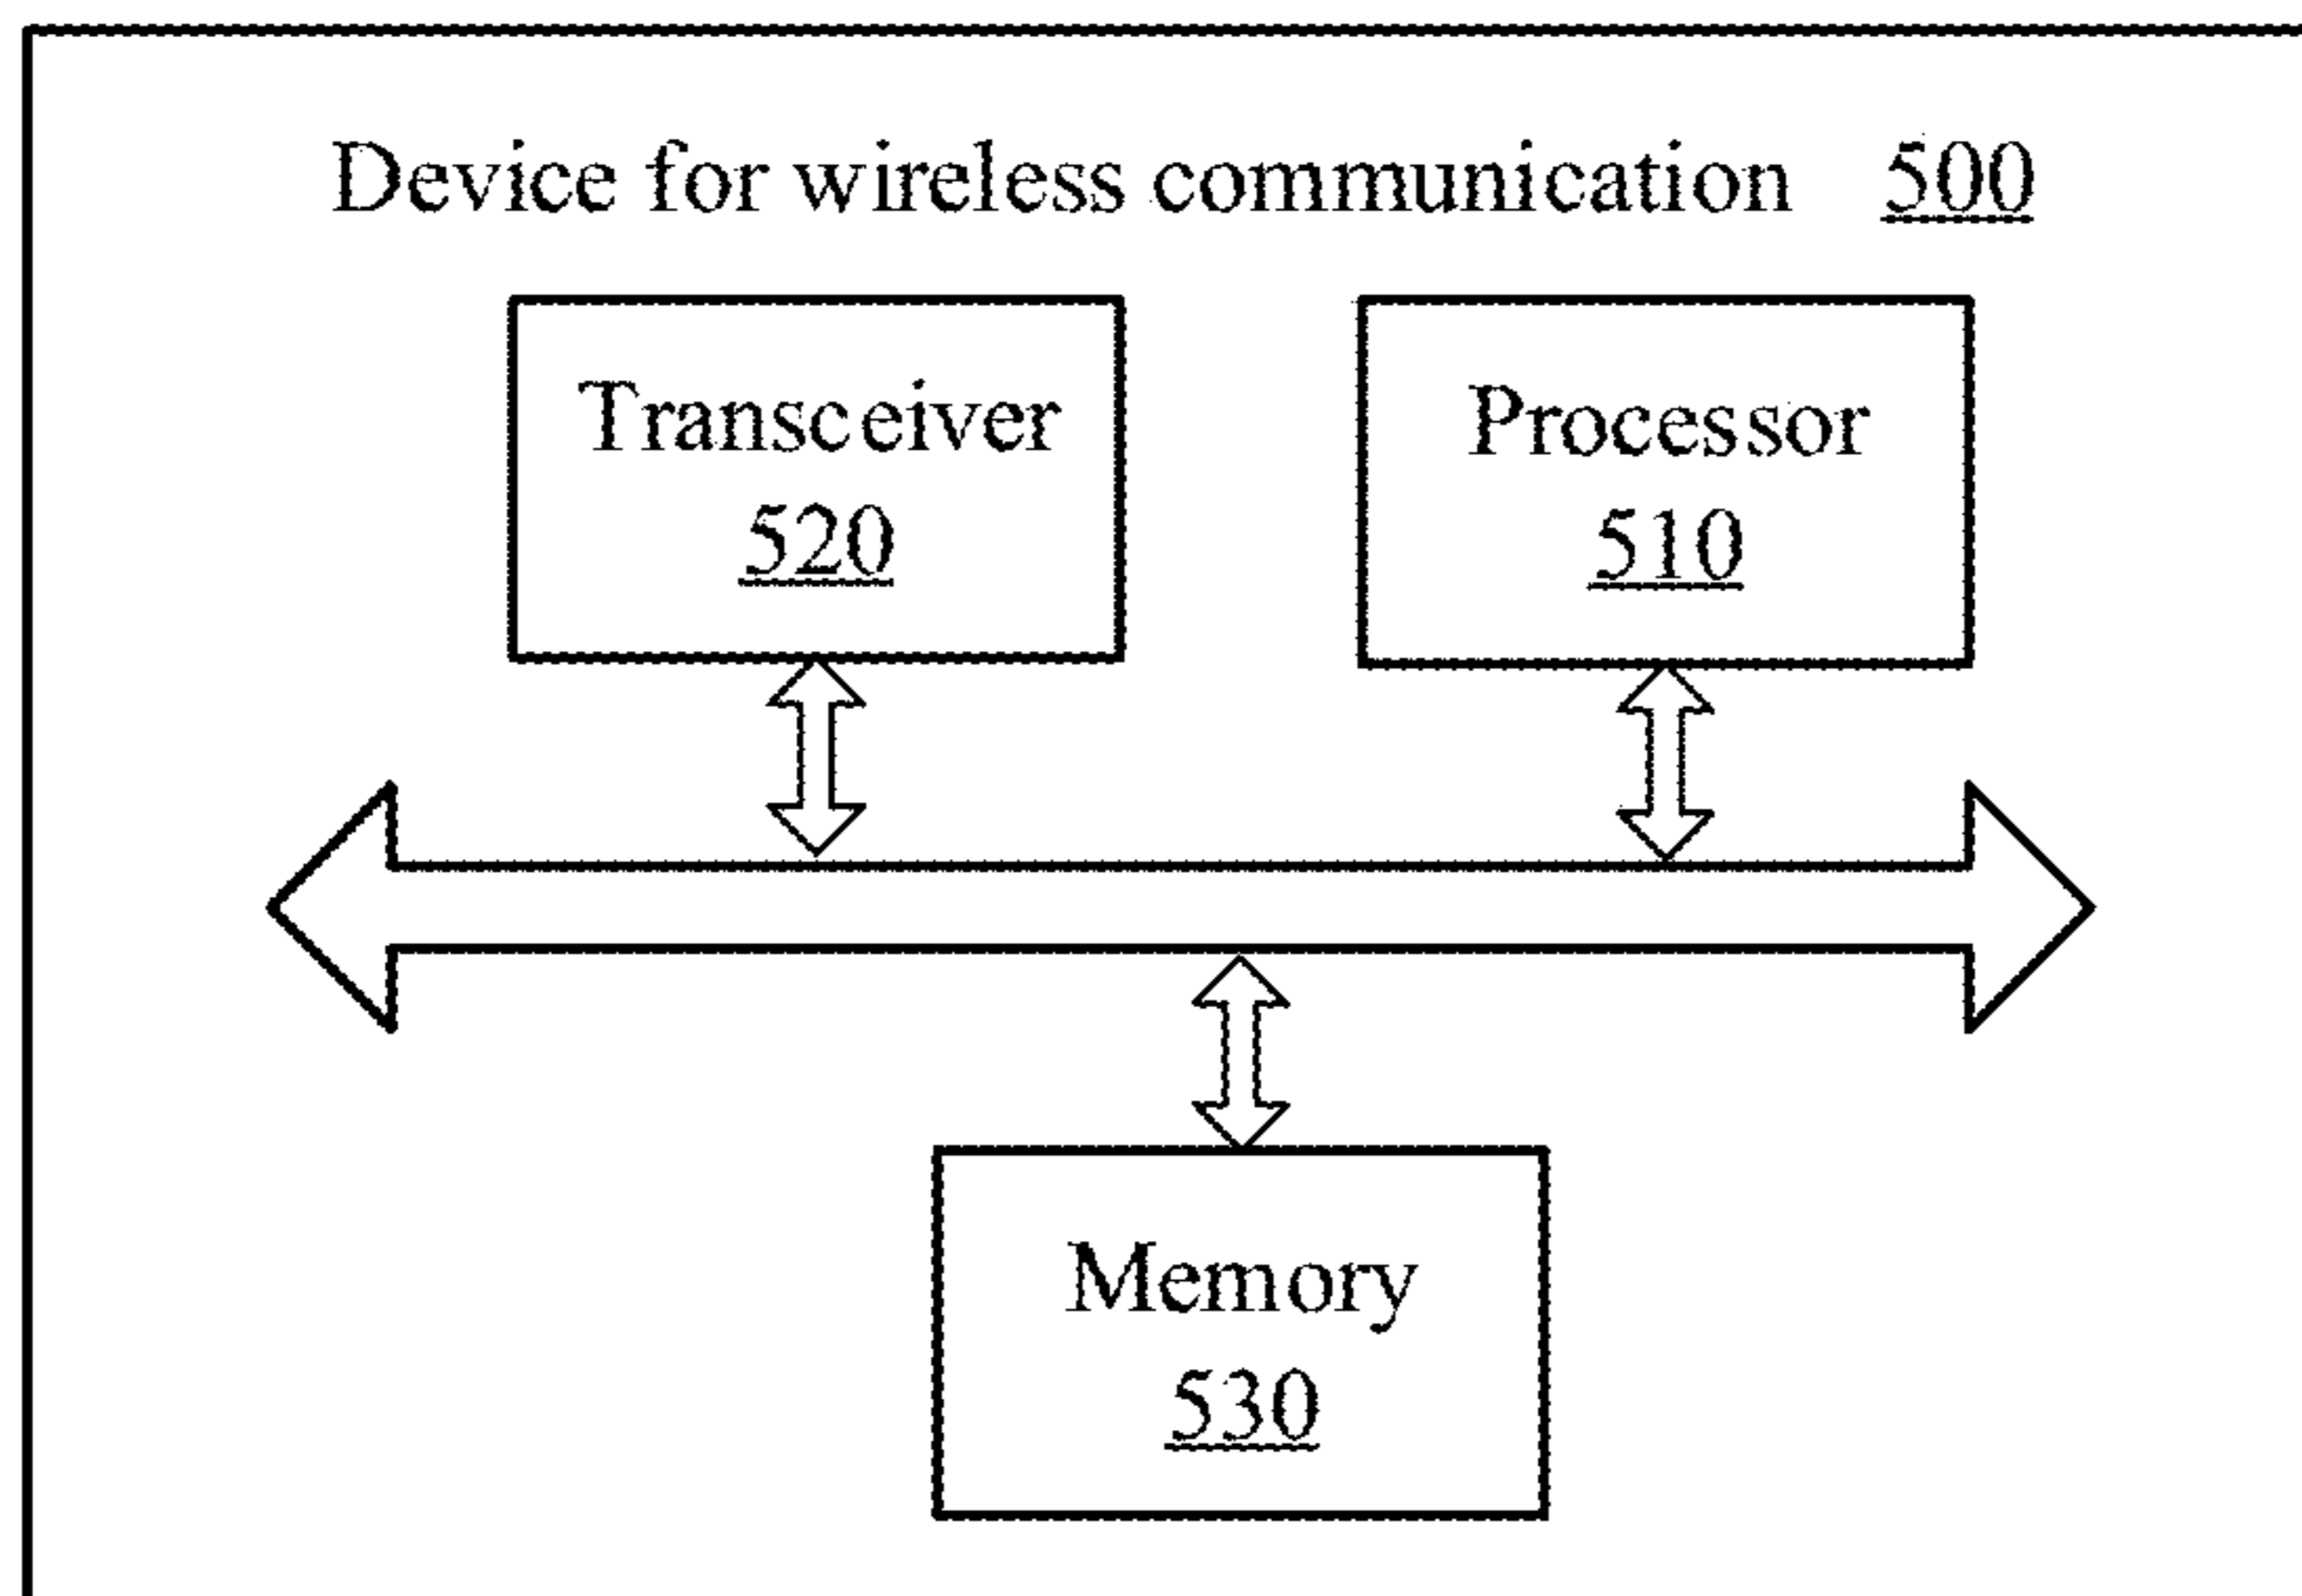 Device for wireless communication 500
Transceiver
520
Processor
510
Memory
530